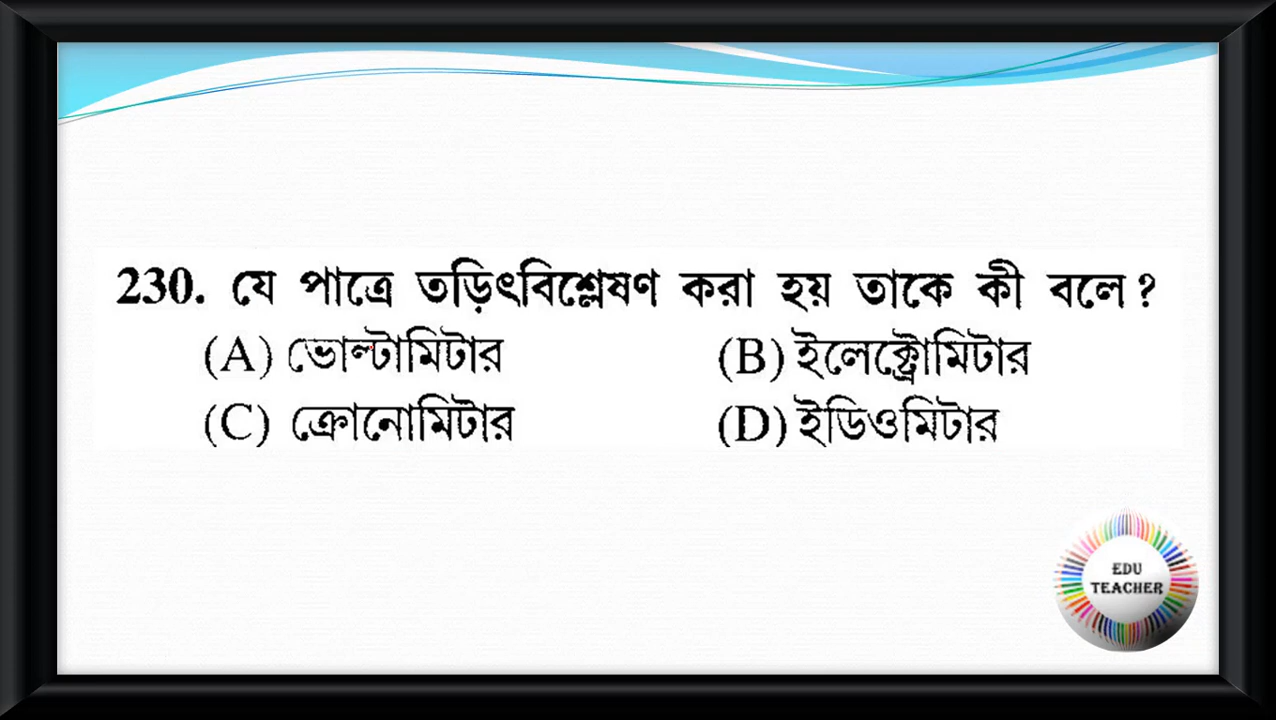 230. যে পাত্রে তড়িৎবিশ্লেষণ করা হয় তাকে কী বলে ?
(A) ভোল্টামিটার (B) ইলেক্ট্রোমিটার
(C) ক্রোনোমিটার (D) ইডিওমিটার
EDU
TEACHER